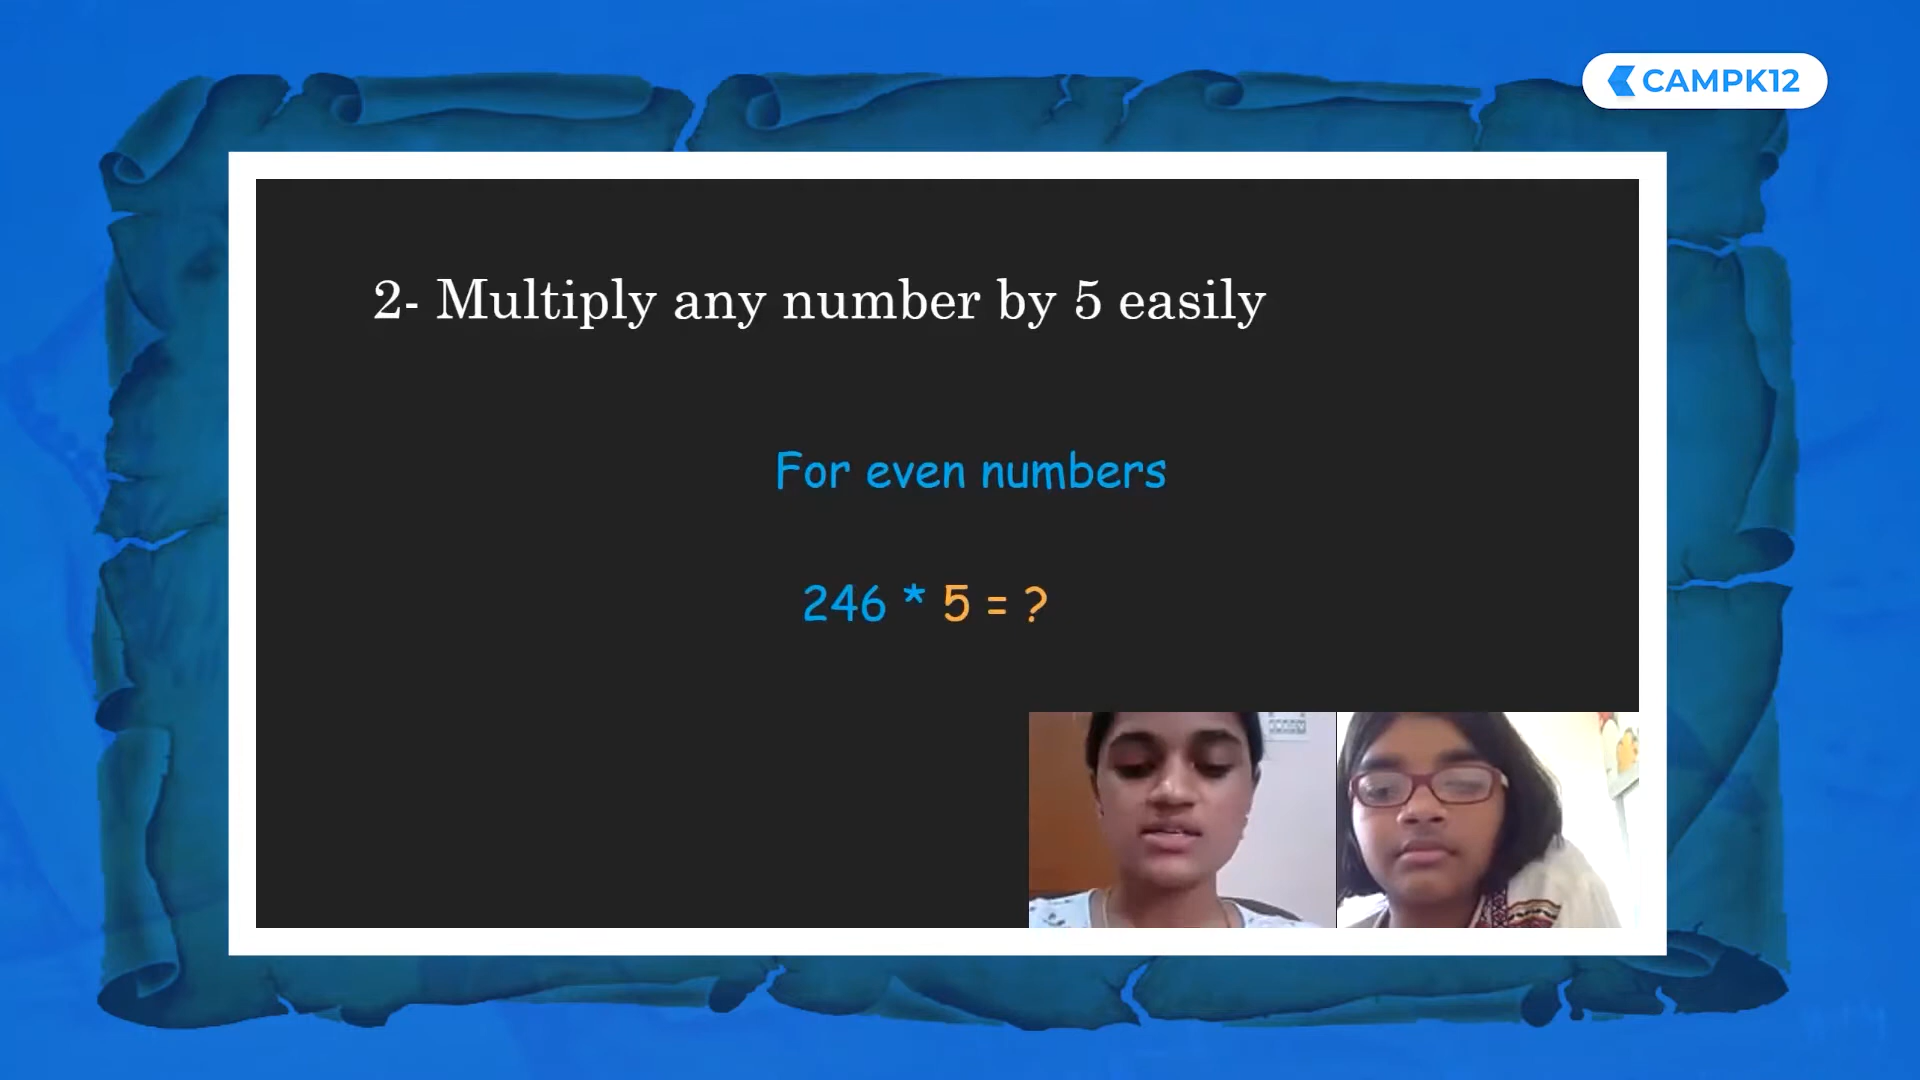 CAMPK12
2- Multiply any number by 5 easily
For even numbers
246 * 5 = ?